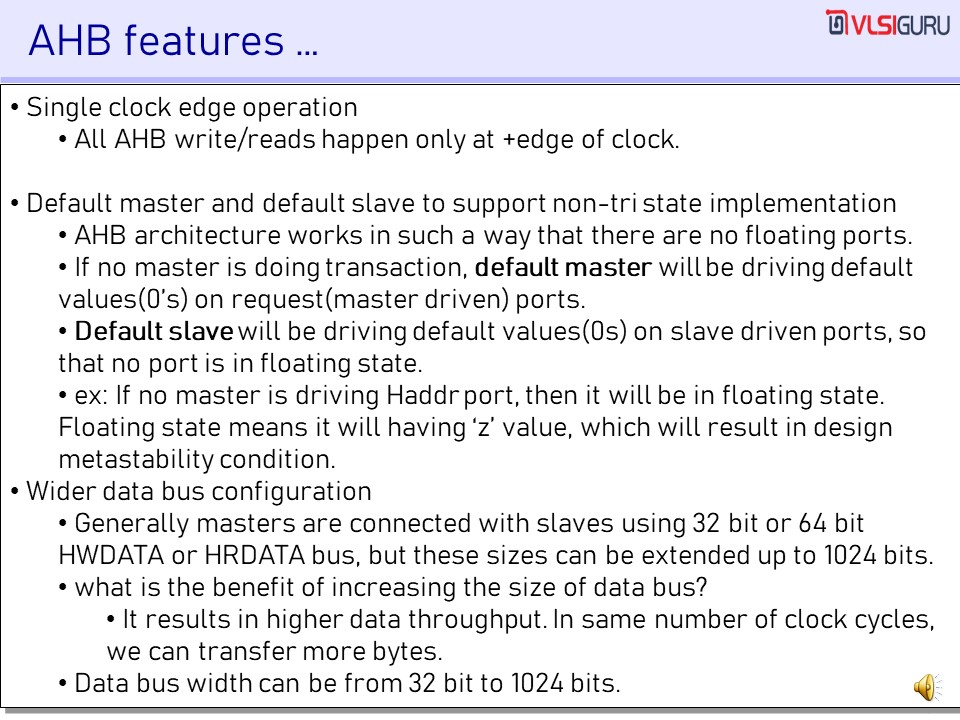 AHB features ...
VLSIGURU
• Single clock edge operation
• All AHB write/reads happen only at +edge of clock.
• Default master and default slave to support non-tri state implementation
• AHB architecture works in such a way that there are no floating ports.
• If no master is doing transaction, default master will be driving default
values(0's) on request(master driven) ports.
• Default slave will be driving default values(0s) on slave driven ports, so
that no port is in floating state.
• ex: If no master is driving Haddr port, then it will be in floating state.
Floating state means it will having ‘z’ value, which will result in design
metastability condition.
• Wider data bus configuration
• Generally masters are connected with slaves using 32 bit or 64 bit
HWDATA or HRDATA bus, but these sizes can be extended up to 1024 bits.
• what is the benefit of increasing the size of data bus?
• It results in higher data throughput. In same number of clock cycles,
we can transfer more bytes.
• Data bus width can be from 32 bit to 1024 bits.